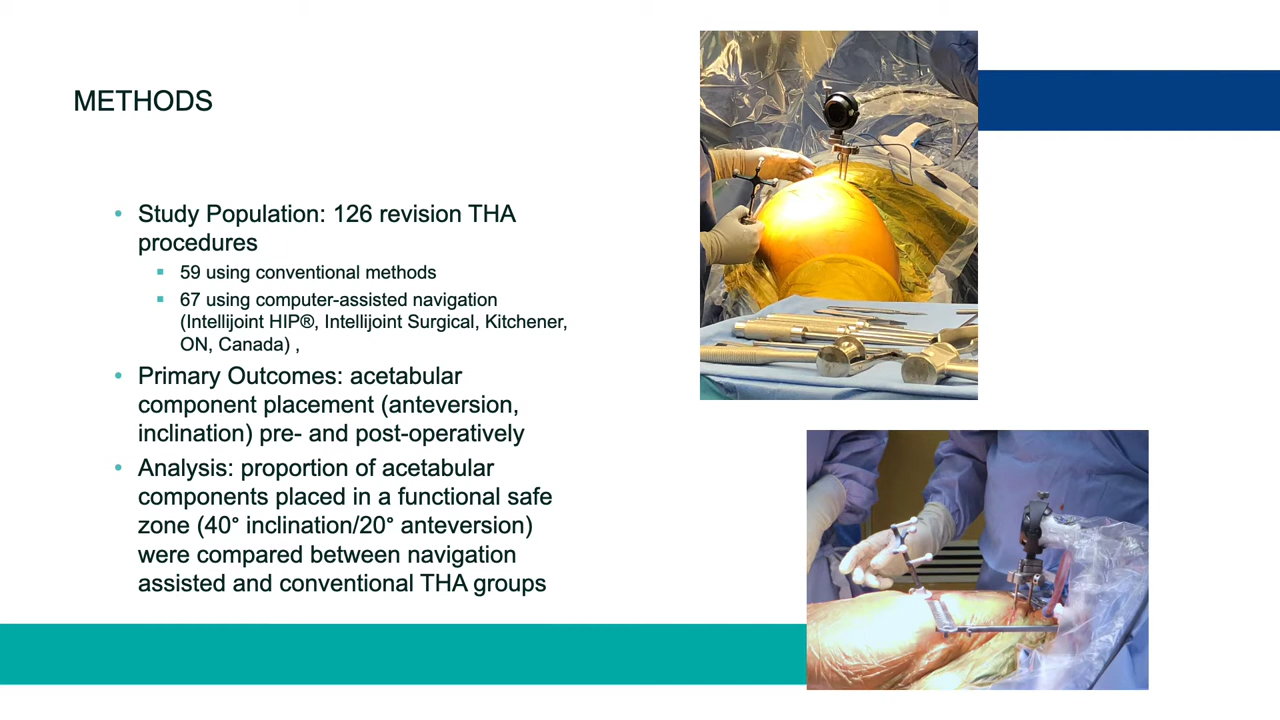 METHODS
• Study Population: 126 revision THA
procedures
▪ 59 using conventional methods
▪ 67 using computer-assisted navigation
(Intellijoint HIP®, Intellijoint Surgical, Kitchener,
ON, Canada) ,
• Primary Outcomes: acetabular
component placement (anteversion,
inclination) pre- and post-operatively
• Analysis: proportion of acetabular
components placed in a functional safe
zone (40° inclination/20° anteversion)
were compared between navigation
assisted and conventional THA groups